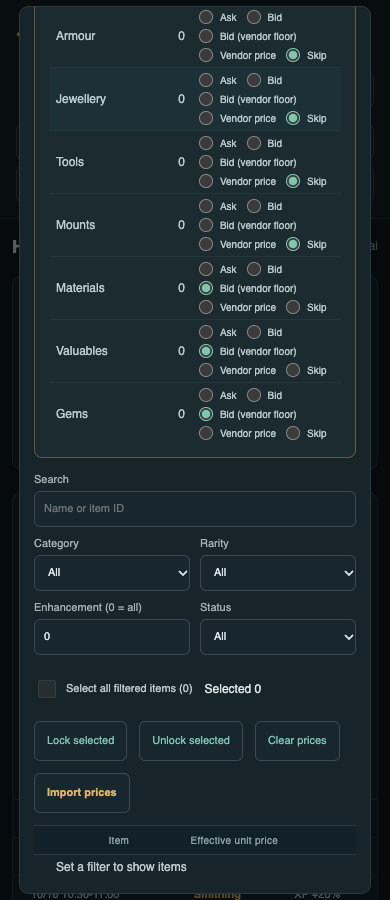 Ask Bid
Armour 0 Bid (vendor floor)
Vendor price Skip
Ask Bid
Jewellery 0 Bid (vendor floor)
Vendor price Skip
Ask Bid
Tools 0 Bid (vendor floor)
Vendor price Skip
Ask Bid
Mounts 0 Bid (vendor floor)
Vendor price Skip
Ask Bid
Materials 0 Bid (vendor floor)
Vendor price Skip
Ask Bid
Valuables 0 Bid (vendor floor)
Vendor price Skip
Ask Bid
Gems 0 Bid (vendor floor)
Vendor price Skip
Search
Name or item ID
Category Rarity
All All
Enhancement (0 = all) Status
0 All
Select all filtered items (0) Selected 0
Lock selected Unlock selected Clear prices
Import prices
Item Effective unit price
Set a filter to show items